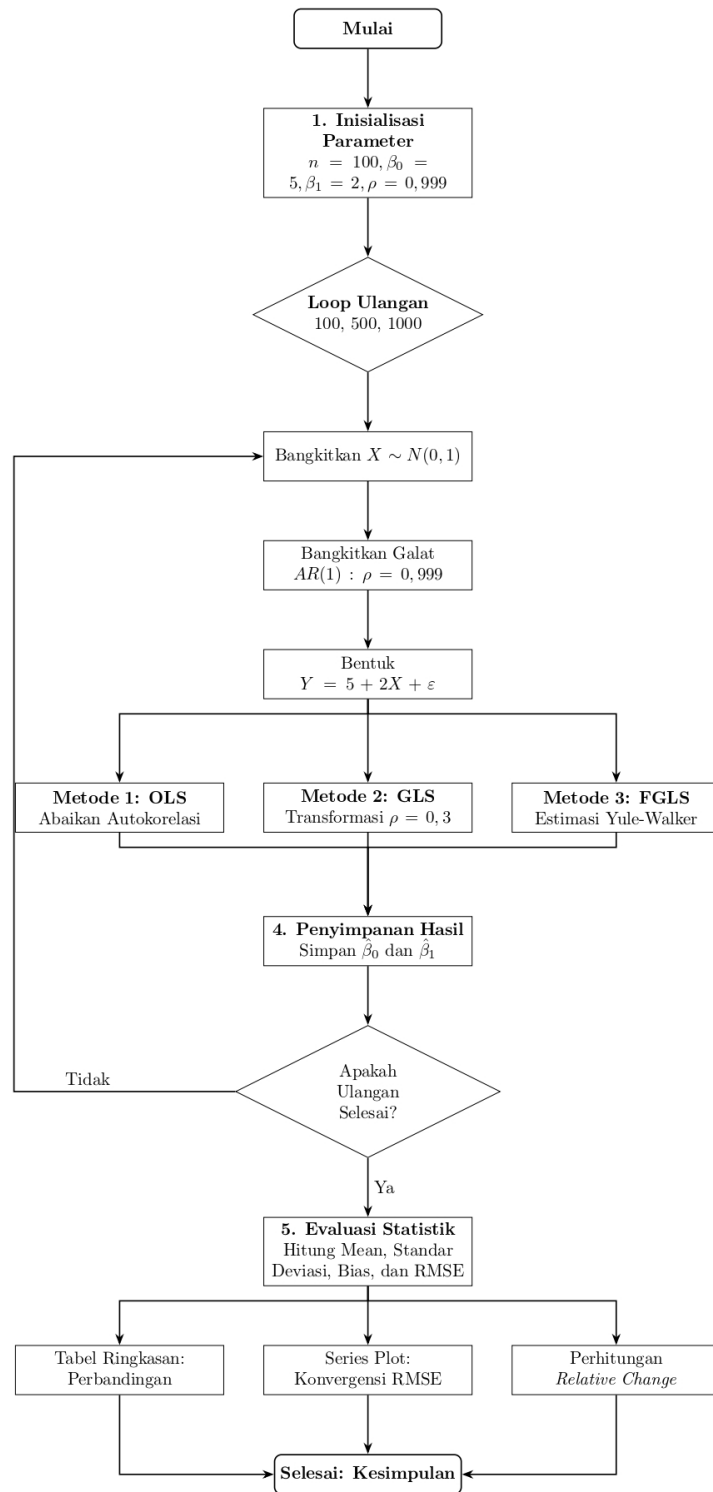 Mulai
1. Inisialisasi
Parameter
n = 100, β₀ =
5, β₁ = 2, ρ = 0,999
Loop Ulangan
100, 500, 1000
Bangkitkan X ∼ N(0, 1)
Bangkitkan Galat
AR(1) : ρ = 0,999
Bentuk
Y = 5 + 2X + ε
Metode 1: OLS
Abaikan Autokorelasi
Metode 2: GLS
Transformasi ρ = 0,3
Metode 3: FGLS
Estimasi Yule-Walker
4. Penyimpanan Hasil
Simpan β̂₀ dan β̂₁
Apakah
Ulangan
Selesai?
Tidak
Ya
5. Evaluasi Statistik
Hitung Mean, Standar
Deviasi, Bias, dan RMSE
Tabel Ringkasan:
Perbandingan
Series Plot:
Konvergensi RMSE
Perhitungan
Relative Change
Selesai: Kesimpulan